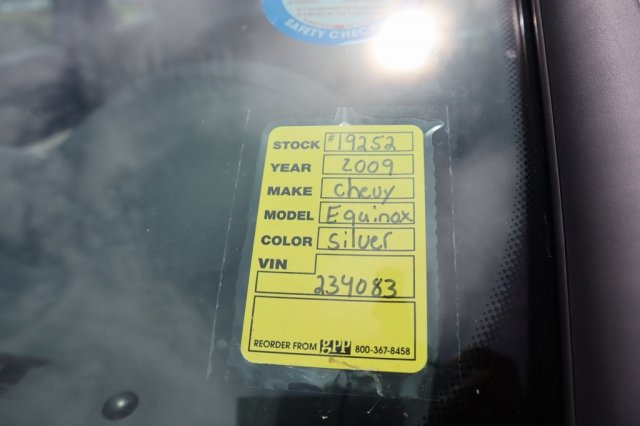 SAFETY CHECK
STOCK #19252
YEAR 2009
MAKE Chevy
MODEL Equinox
COLOR Silver
VIN
234083
REORDER FROM gpp 800-367-8458